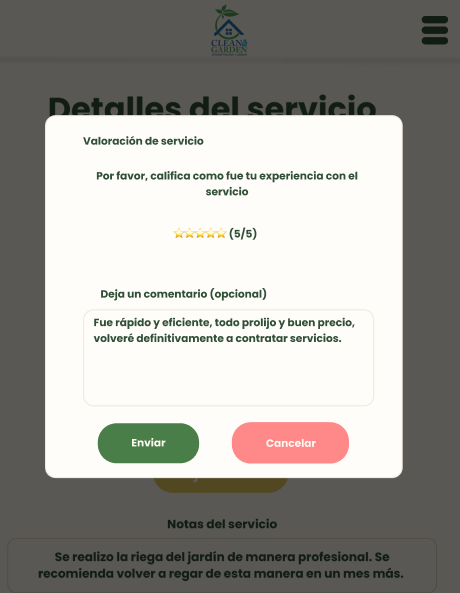 CLEAN &
GARDEN
Detalles del servicio
Valoración de servicio
Por favor, califica como fue tu experiencia con el
servicio
(5/5)
Deja un comentario (opcional)
Fue rápido y eficiente, todo prolijo y buen precio,
volveré definitivamente a contratar servicios.
Enviar
Cancelar
Notas del servicio
Se realizo la riega del jardín de manera profesional. Se
recomienda volver a regar de esta manera en un mes más.